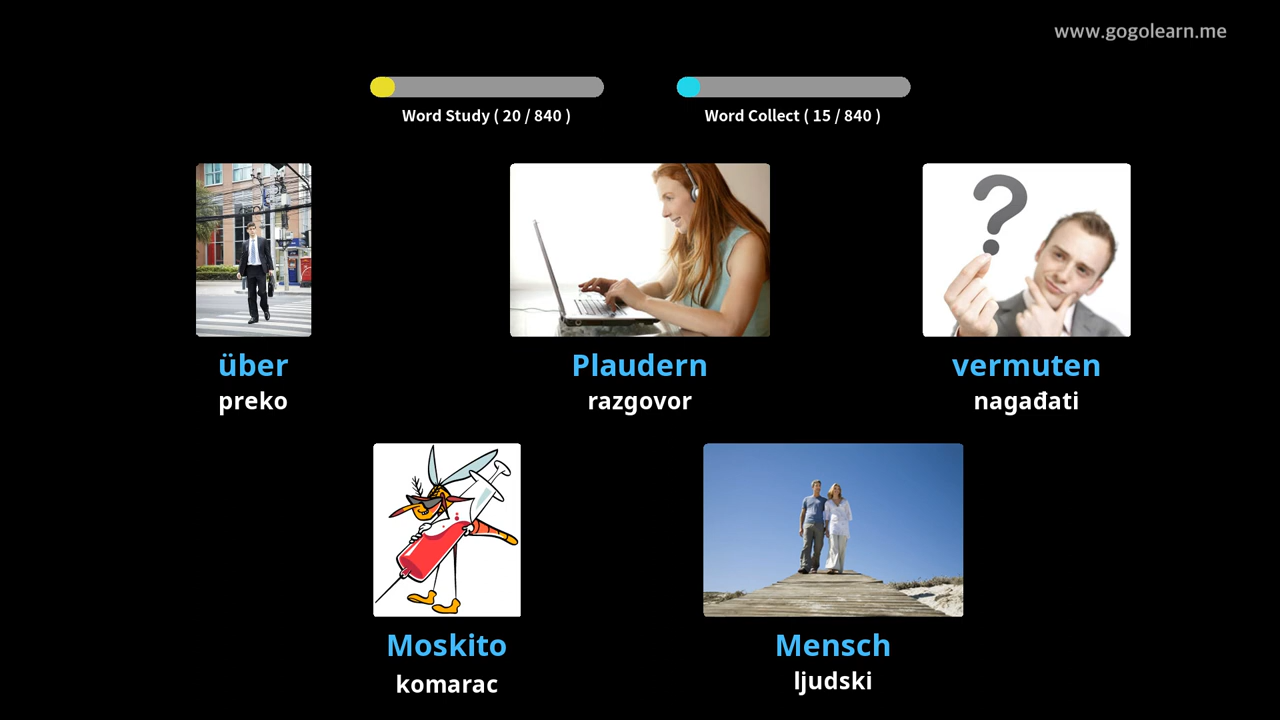 www.gogolearn.me
Word Study ( 20 / 840 )
Word Collect ( 15 / 840 )
über
preko
Plaudern
razgovor
vermuten
nagađati
Moskito
komarac
Mensch
ljudski